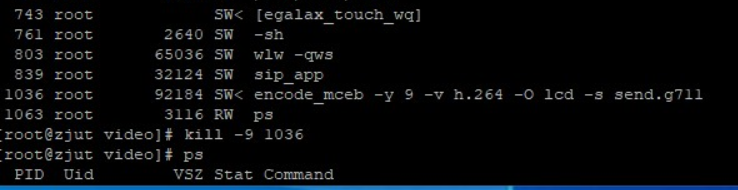 743 root SW< [egalax_touch_wq]
761 root 2640 SW -sh
803 root 65036 SW wlw -qws
839 root 32124 SW sip_app
1036 root 92184 SW< encode_mceb -y 9 -v h.264 -O lcd -s send.g711
1063 root 3116 RW ps
[root@zjut video]# kill -9 1036
[root@zjut video]# ps
PID Uid VSZ Stat Command